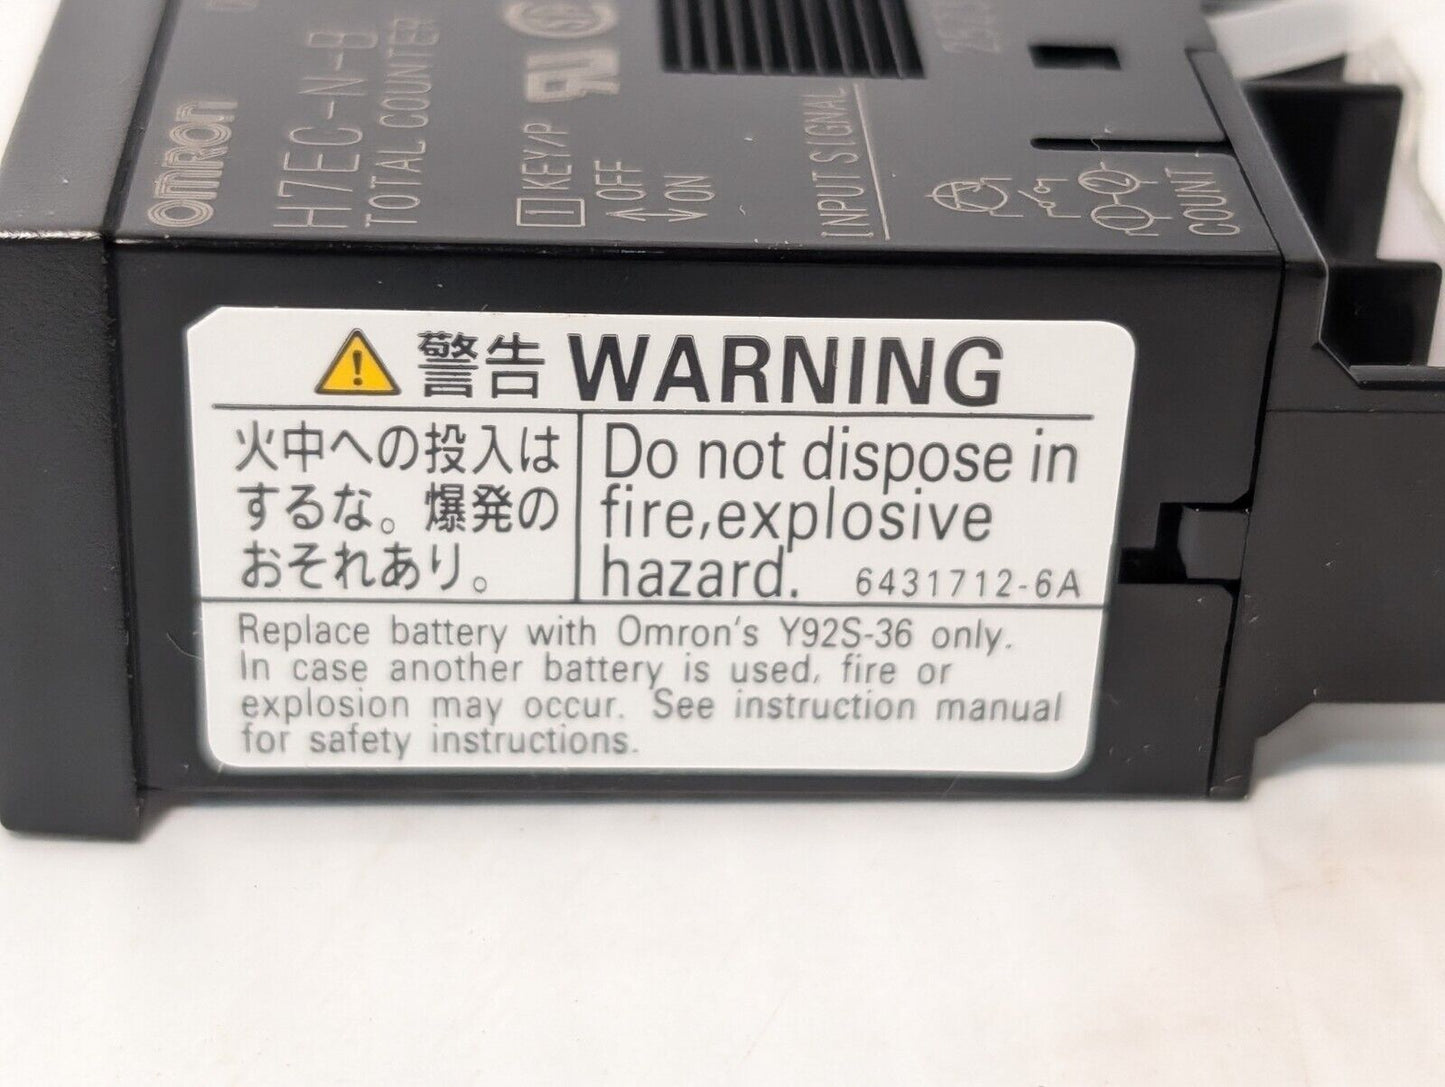 omron
H7EC-N-B
TOTAL COUNTER
1 KEY/P
OFF
ON
INPUT SIGNAL
1
2
COUNT
警告 WARNING
火中への投入は
するな。爆発の
おそれあり。
Do not dispose in
fire,explosive
hazard.
6431712-6A
Replace battery with Omron's Y92S-36 only.
In case another battery is used, fire or
explosion may occur. See instruction manual
for safety instructions.